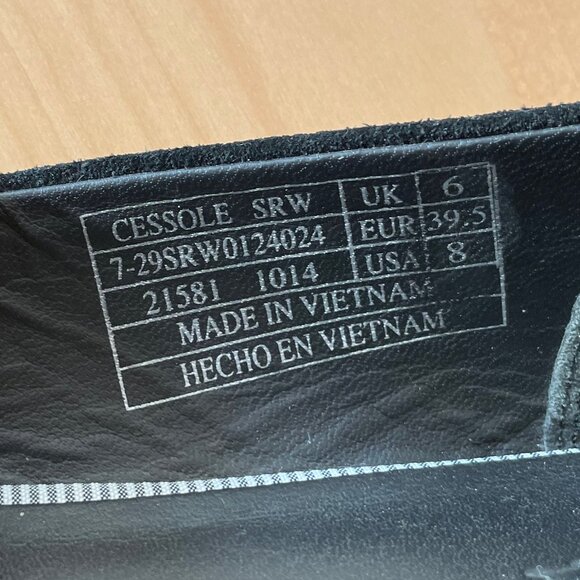 CESSOLE SRW UK 6
7-29SRW0124024 EUR 39.5
21581 1014 USA 8
MADE IN VIETNAM
HECHO EN VIETNAM